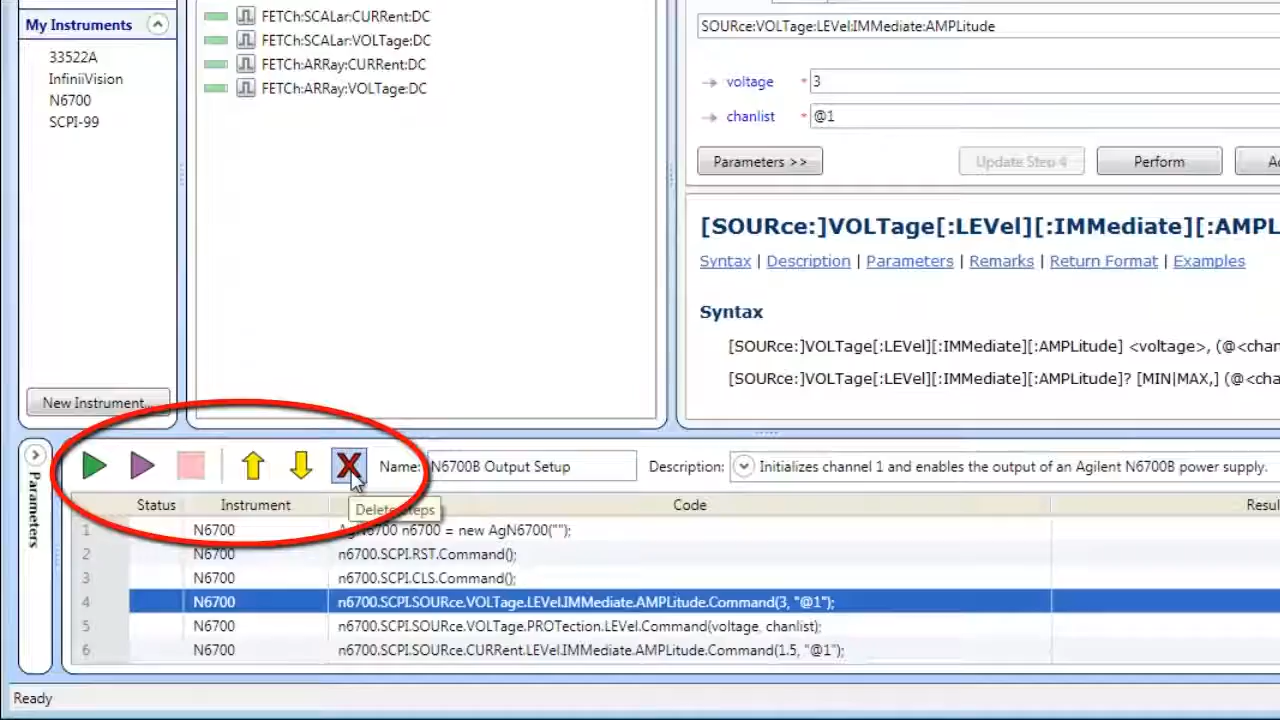 My Instruments
33522A
InfiniiVision
N6700
SCPI-99
New Instrument...
FETCh:SCALar:CURRent:DC
FETCh:SCALar:VOLTage:DC
FETCh:ARRay:CURRent:DC
FETCh:ARRay:VOLTage:DC
SOURce:VOLTage:LEVel:IMMediate:AMPLitude
voltage * 3
chanlist * @1
Parameters >> Update Step 4 Perform
[SOURce:]VOLTage[:LEVel][:IMMediate][:AMPL
Syntax | Description | Parameters | Remarks | Return Format | Examples
Syntax
[SOURce:]VOLTage[:LEVel][:IMMediate][:AMPLitude] <voltage>, (@<chan
[SOURce:]VOLTage[:LEVel][:IMMediate][:AMPLitude]? [MIN|MAX,] (@<cha
Parameters
Name: N6700B Output Setup Description: Initializes channel 1 and enables the output of an Agilent N6700B power supply.
Status Instrument Code Resul
Delete Steps
1 N6700 AgN6700 n6700 = new AgN6700("");
2 N6700 n6700.SCPI.RST.Command();
3 N6700 n6700.SCPI.CLS.Command();
4 N6700 n6700.SCPI.SOURce.VOLTage.LEVel.IMMediate.AMPLitude.Command(3, "@1");
5 N6700 n6700.SCPI.SOURce.VOLTage.PROTection.LEVel.Command(voltage, chanlist);
6 N6700 n6700.SCPI.SOURce.CURRent.LEVel.IMMediate.AMPLitude.Command(1.5, "@1");
Ready